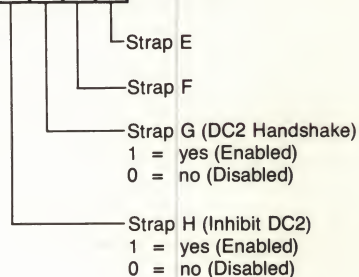 Strap E
Strap F
Strap G (DC2 Handshake)
1 = yes (Enabled)
0 = no (Disabled)
Strap H (Inhibit DC2)
1 = yes (Enabled)
0 = no (Disabled)